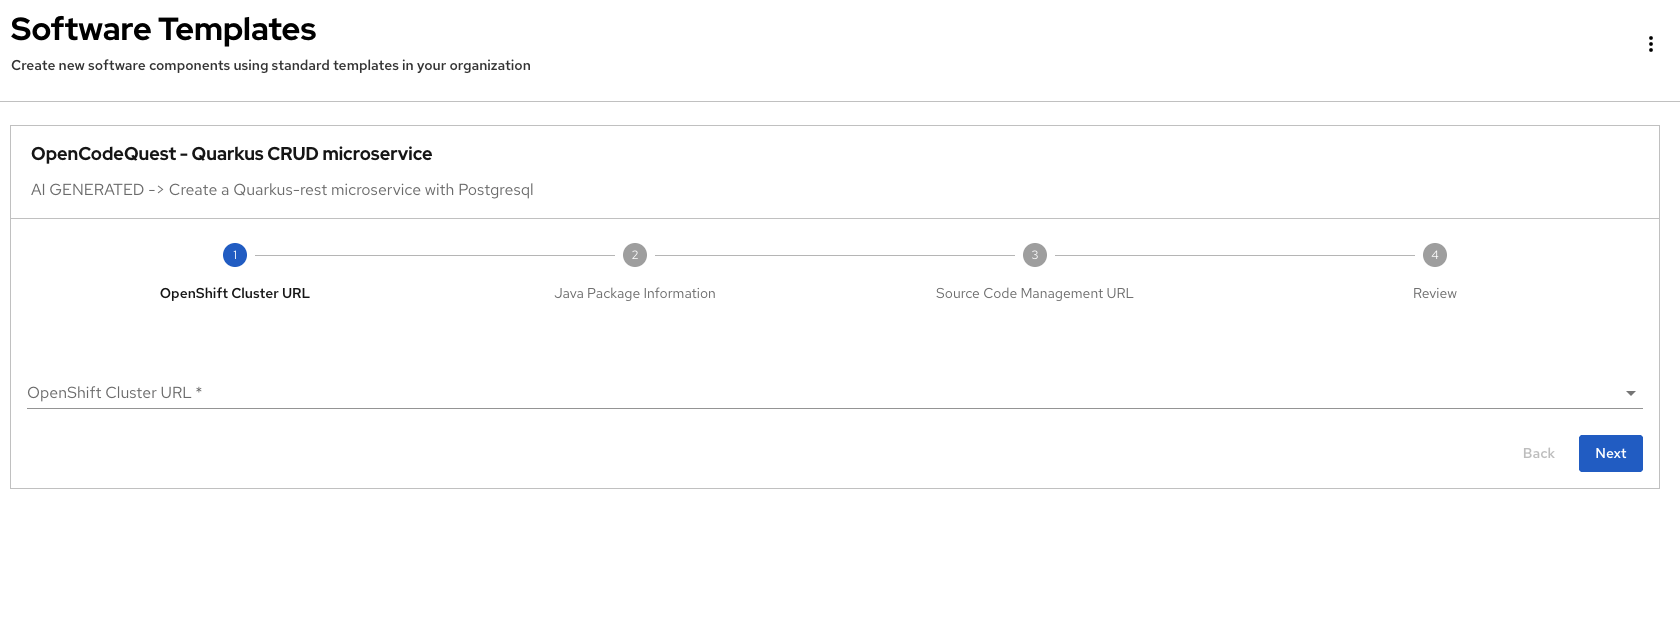 Software Templates
Create new software components using standard templates in your organization
OpenCodeQuest - Quarkus CRUD microservice
AI GENERATED -> Create a Quarkus-rest microservice with Postgresql
1
2
3
4
OpenShift Cluster URL
Java Package Information
Source Code Management URL
Review
OpenShift Cluster URL *
Back
Next